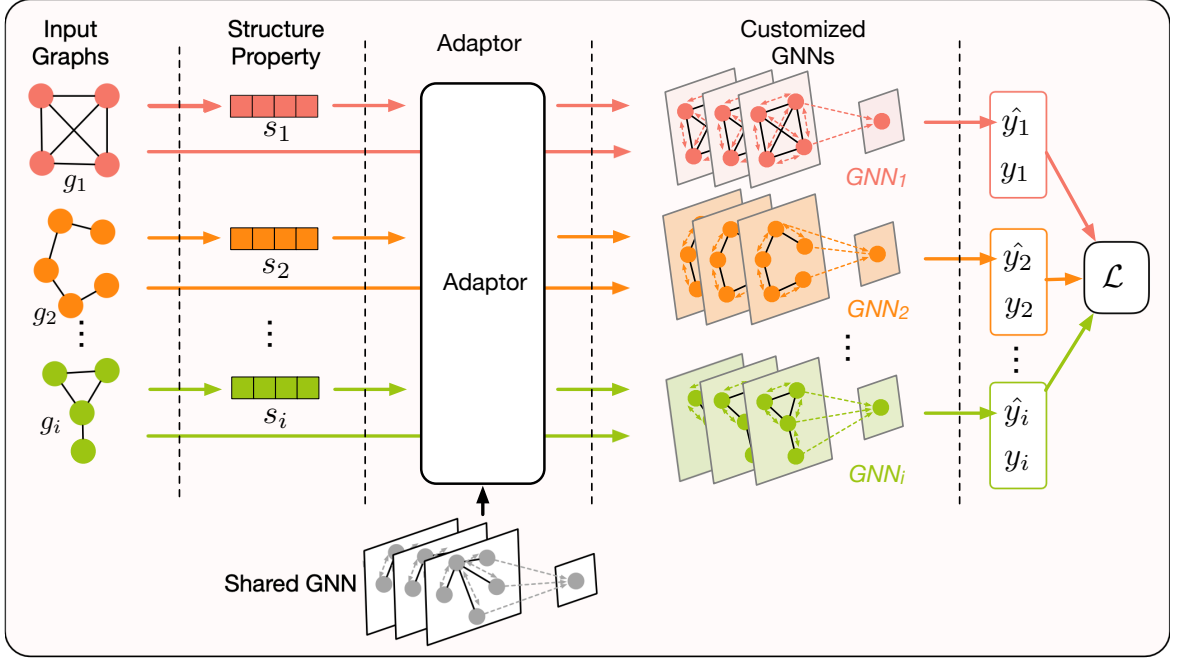 Input
Graphs
Structure
Property
Adaptor
Customized
GNNs
g₁
s₁
GNN₁
ŷ₁
y₁
g₂
s₂
Adaptor
GNN₂
ŷ₂
y₂
ℒ
gᵢ
sᵢ
GNNᵢ
ŷᵢ
yᵢ
Shared GNN